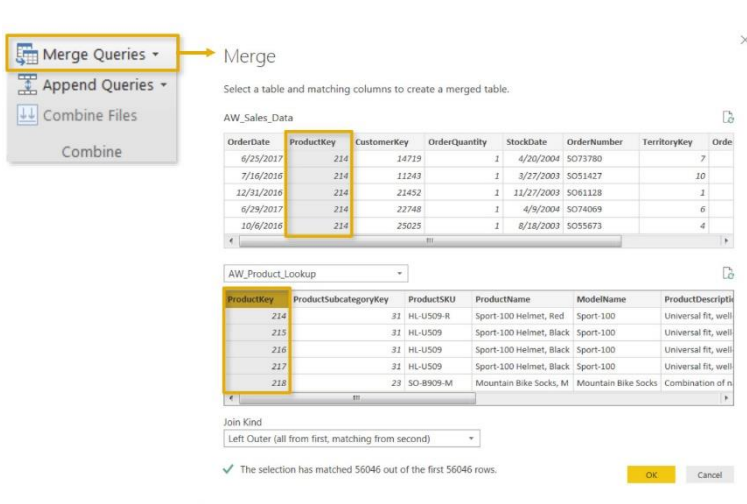 Merge Queries
Append Queries
Combine Files
Combine
Merge
Select a table and matching columns to create a merged table.
AW_Sales_Data
OrderDate ProductKey CustomerKey OrderQuantity StockDate OrderNumber TerritoryKey Orde
6/25/2017 214 14719 1 4/20/2004 SO73780 7
7/16/2016 214 11243 1 3/27/2003 SO51427 10
12/31/2016 214 21452 1 11/27/2003 SO61128 1
6/29/2017 214 22748 1 4/9/2004 SO74069 6
10/6/2016 214 25025 1 8/18/2003 SO55673 4
AW_Product_Lookup
ProductKey ProductSubcategoryKey ProductSKU ProductName ModelName ProductDescripti
214 31 HL-U509-R Sport-100 Helmet, Red Sport-100 Universal fit, well-
215 31 HL-U509 Sport-100 Helmet, Black Sport-100 Universal fit, well-
216 31 HL-U509 Sport-100 Helmet, Black Sport-100 Universal fit, well-
217 31 HL-U509 Sport-100 Helmet, Black Sport-100 Universal fit, well-
218 23 SO-B909-M Mountain Bike Socks, M Mountain Bike Socks Combination of n
Join Kind
Left Outer (all from first, matching from second)
The selection has matched 56046 out of the first 56046 rows.
OK Cancel